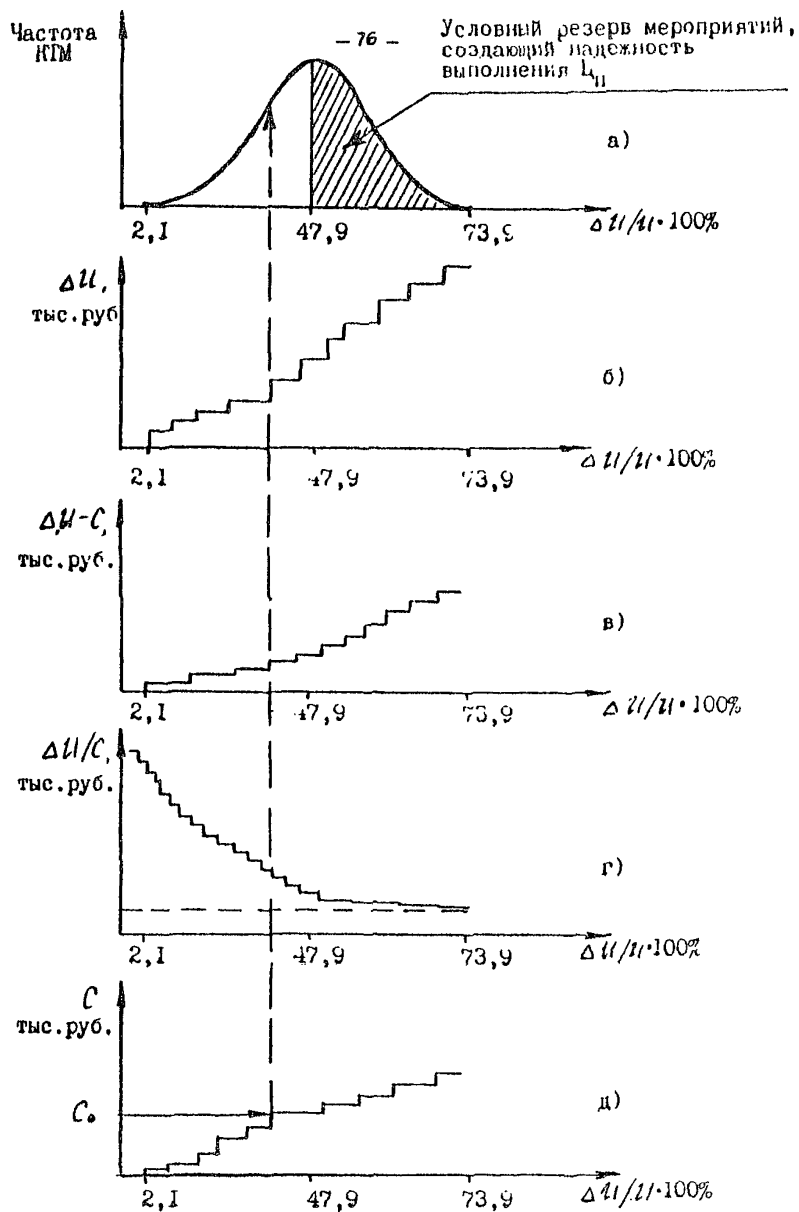 – 76 –
Частота
КТМ
Условный резерв мероприятий,
создающий надежность
выполнения Ц_п
а)
2,1 47,9 73,9 ΔИ/И·100%
ΔИ,
тыс.руб
б)
2,1 47,9 73,9 ΔИ/И·100%
ΔИ-С,
тыс.руб.
в)
2,1 47,9 73,9 ΔИ/И·100%
ΔИ/С,
тыс.руб.
г)
2,1 47,9 73,9 ΔИ/И·100%
С
тыс.руб.
С₀
д)
2,1 47,9 73,9 ΔИ/И·100%